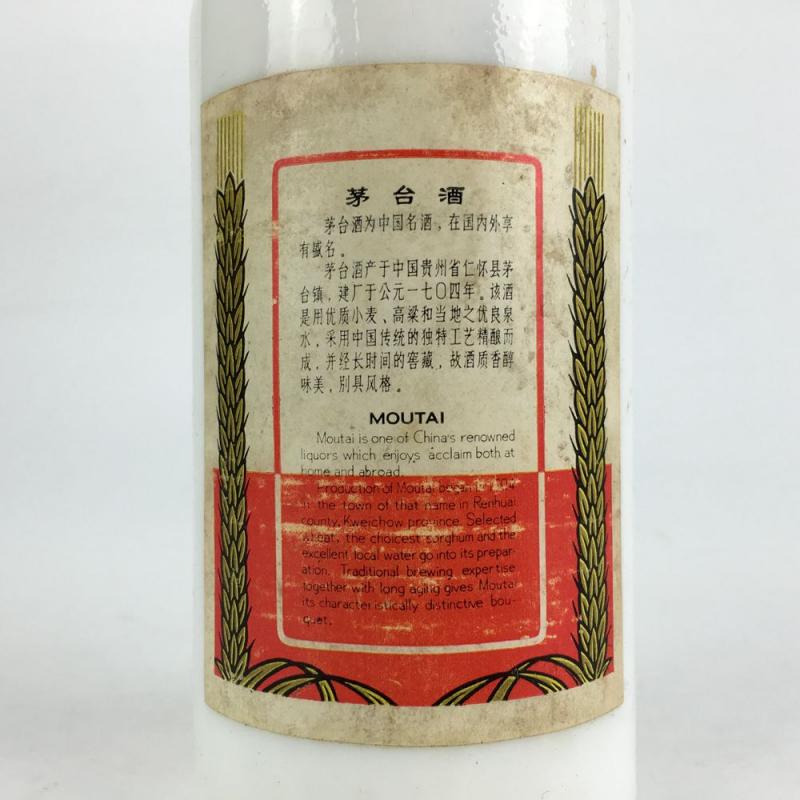 茅台酒
茅台酒为中国名酒，在国内外享
有盛名。
茅台酒产于中国贵州省仁怀县茅
台镇，建厂于公元一七〇四年。该酒
是用优质小麦、高粱和当地之优良泉
水，采用中国传统的独特工艺精酿而
成，并经长时间的窖藏，故酒质香醇
味美，别具风格。
MOUTAI
Moutai is one of China's renowned
liquors which enjoys acclaim both at
home and abroad.
Production of Moutai began in 1704
in the town of that name in Renhuai
county, Kweichow province. Selected
wheat, the choicest sorghum and the
excellent local water go into its prepar-
ation. Traditional brewing expertise
together with long aging gives Moutai
its characteristically distinctive bou-
quet.